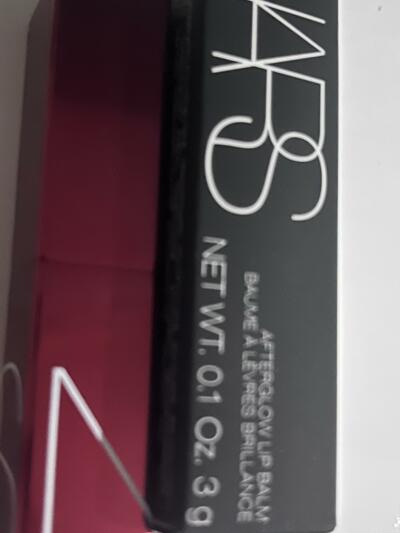 NARS
AFTERGLOW LIP BALM
BAUME À LÈVRES BRILLANCE
NET WT. 0.1 Oz. 3 g